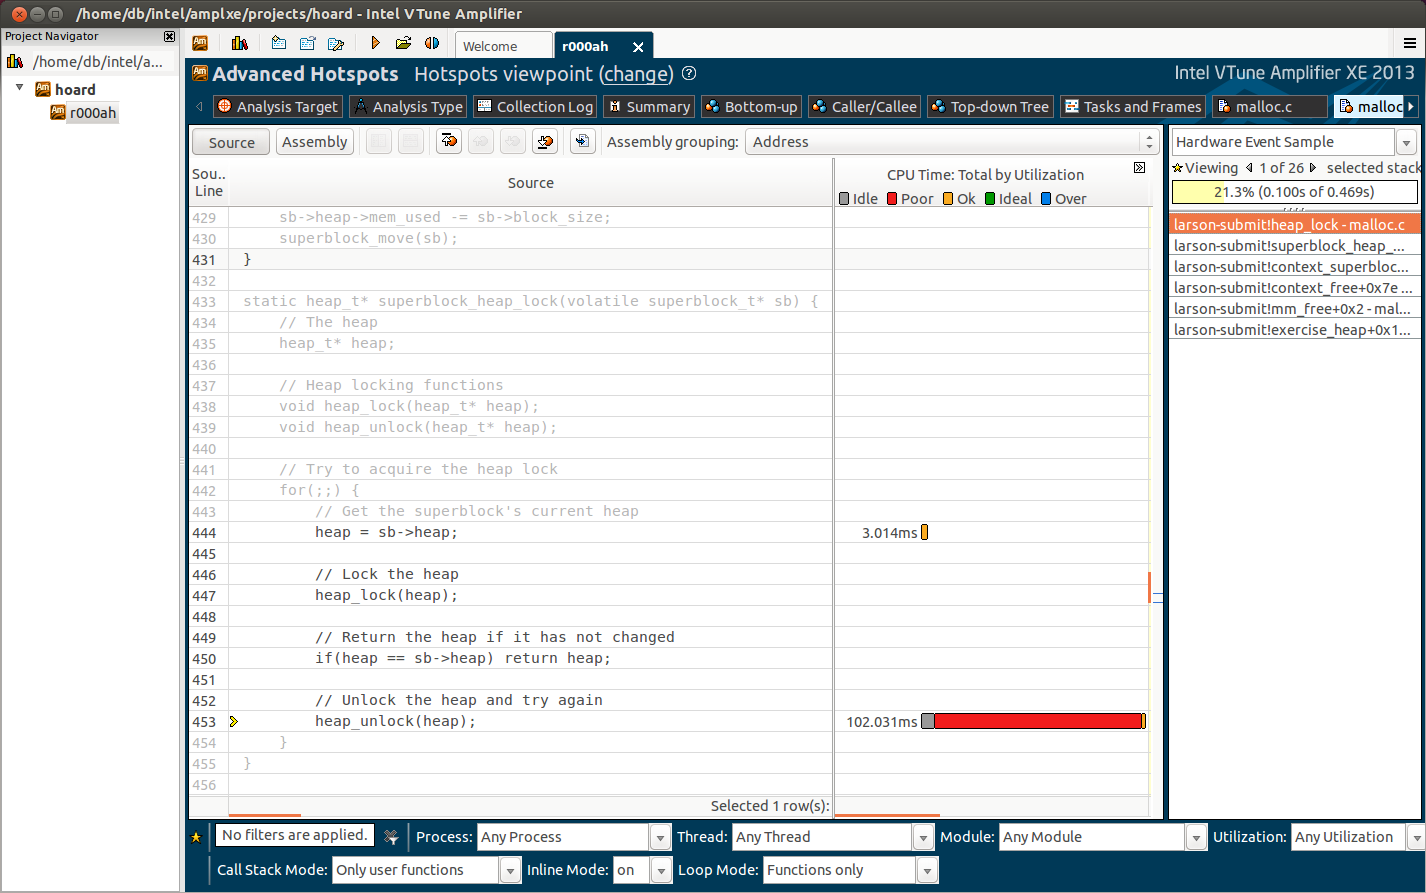 /home/db/intel/amplxe/projects/hoard - Intel VTune Amplifier
Project Navigator
/home/db/intel/a...
hoard
r000ah
Welcome
r000ah
Advanced Hotspots Hotspots viewpoint (change)
Intel VTune Amplifier XE 2013
Analysis Target Analysis Type Collection Log Summary Bottom-up Caller/Callee Top-down Tree Tasks and Frames malloc.c malloc
Source Assembly Assembly grouping: Address
Sou.. Line
Source
CPU Time: Total by Utilization
Idle Poor Ok Ideal Over
429 sb->heap->mem_used -= sb->block_size;
430 superblock_move(sb);
431 }
432
433 static heap_t* superblock_heap_lock(volatile superblock_t* sb) {
434 // The heap
435 heap_t* heap;
436
437 // Heap locking functions
438 void heap_lock(heap_t* heap);
439 void heap_unlock(heap_t* heap);
440
441 // Try to acquire the heap lock
442 for(;;) {
443 // Get the superblock's current heap
444 heap = sb->heap; 3.014ms
445
446 // Lock the heap
447 heap_lock(heap);
448
449 // Return the heap if it has not changed
450 if(heap == sb->heap) return heap;
451
452 // Unlock the heap and try again
453 heap_unlock(heap); 102.031ms
454 }
455 }
456
Selected 1 row(s):
Hardware Event Sample
Viewing 1 of 26 selected stack
21.3% (0.100s of 0.469s)
larson-submit!heap_lock - malloc.c
larson-submit!superblock_heap_...
larson-submit!context_superbloc...
larson-submit!context_free+0x7e ...
larson-submit!mm_free+0x2 - mal...
larson-submit!exercise_heap+0x1...
No filters are applied. Process: Any Process Thread: Any Thread Module: Any Module Utilization: Any Utilization
Call Stack Mode: Only user functions Inline Mode: on Loop Mode: Functions only